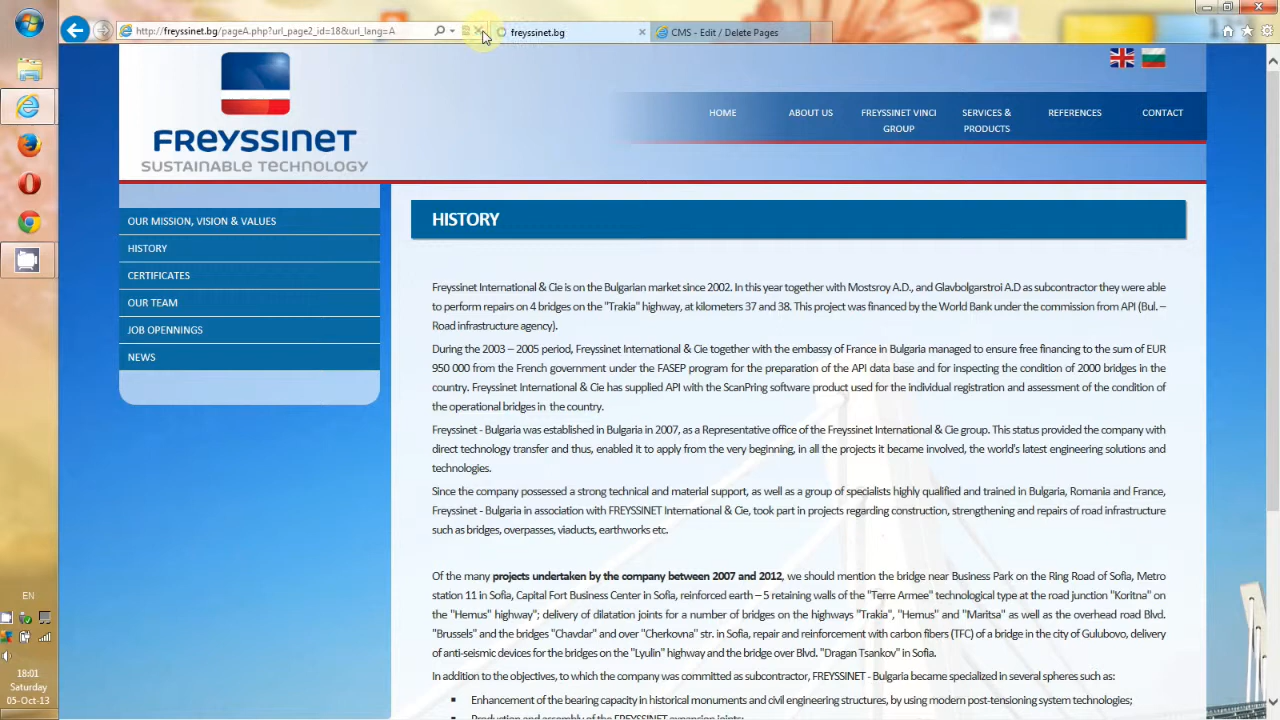 http://freyssinet.bg/pageA.php?url_page2_id=18&url_lang=A
freyssinet.bg
CMS - Edit / Delete Pages
FREYSSINET
SUSTAINABLE TECHNOLOGY
HOME
ABOUT US
FREYSSINET VINCI
GROUP
SERVICES &
PRODUCTS
REFERENCES
CONTACT
OUR MISSION, VISION & VALUES
HISTORY
CERTIFICATES
OUR TEAM
JOB OPENNINGS
NEWS
HISTORY
Freyssinet International & Cie is on the Bulgarian market since 2002. In this year together with Mostsroy A.D., and Glavbolgarstroi A.D as subcontractor they were able
to perform repairs on 4 bridges on the "Trakia" highway, at kilometers 37 and 38. This project was financed by the World Bank under the commission from API (Bul. –
Road infrastructure agency).
During the 2003 – 2005 period, Freyssinet International & Cie together with the embassy of France in Bulgaria managed to ensure free financing to the sum of EUR
950 000 from the French government under the FASEP program for the preparation of the API data base and for inspecting the condition of 2000 bridges in the
country. Freyssinet International & Cie has supplied API with the ScanPring software product used for the individual registration and assessment of the condition of
the operational bridges in the country.
Freyssinet - Bulgaria was established in Bulgaria in 2007, as a Representative office of the Freyssinet International & Cie group. This status provided the company with
direct technology transfer and thus, enabled it to apply from the very beginning, in all the projects it became involved, the world's latest engineering solutions and
technologies.
Since the company possessed a strong technical and material support, as well as a group of specialists highly qualified and trained in Bulgaria, Romania and France,
Freyssinet - Bulgaria in association with FREYSSINET International & Cie, took part in projects regarding construction, strengthening and repairs of road infrastructure
such as bridges, overpasses, viaducts, earthworks etc.
Of the many projects undertaken by the company between 2007 and 2012, we should mention the bridge near Business Park on the Ring Road of Sofia, Metro
station 11 in Sofia, Capital Fort Business Center in Sofia, reinforced earth – 5 retaining walls of the "Terre Armee" technological type at the road junction "Koritna" on
the "Hemus" highway"; delivery of dilatation joints for a number of bridges on the highways "Trakia", "Hemus" and "Maritsa" as well as the overhead road Blvd.
"Brussels" and the bridges "Chavdar" and over "Cherkovna" str. in Sofia, repair and reinforcement with carbon fibers (TFC) of a bridge in the city of Gulubovo, delivery
of anti-seismic devices for the bridges on the "Lyulin" highway and the bridge over Blvd. "Dragan Tsankov" in Sofia.
In addition to the objectives, to which the company was committed as subcontractor, FREYSSINET - Bulgaria became specialized in several spheres such as:
Enhancement of the bearing capacity in historical monuments and civil engineering structures, by using modern post-tensioning system technologies;
Production and assembly of the FREYSSINET expansion joints;
EN
18:01
Saturday
05-Oct-13